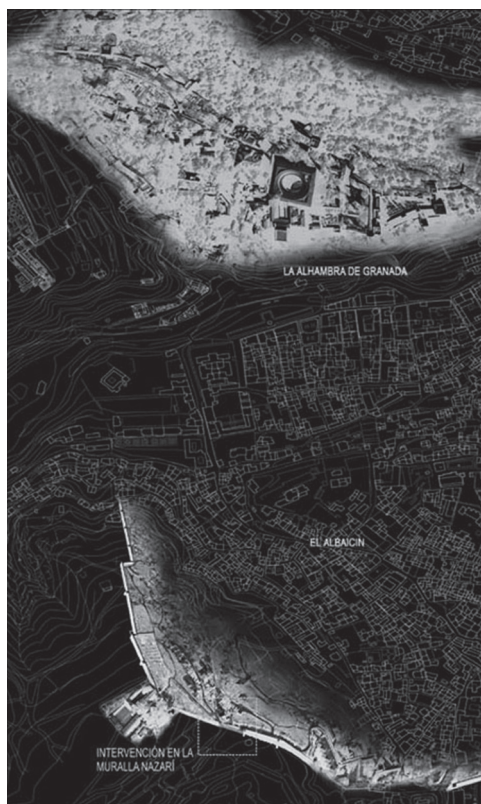 LA ALHAMBRA DE GRANADA
EL ALBAICIN
INTERVENCIÓN EN LA
MURALLA NAZARÍ